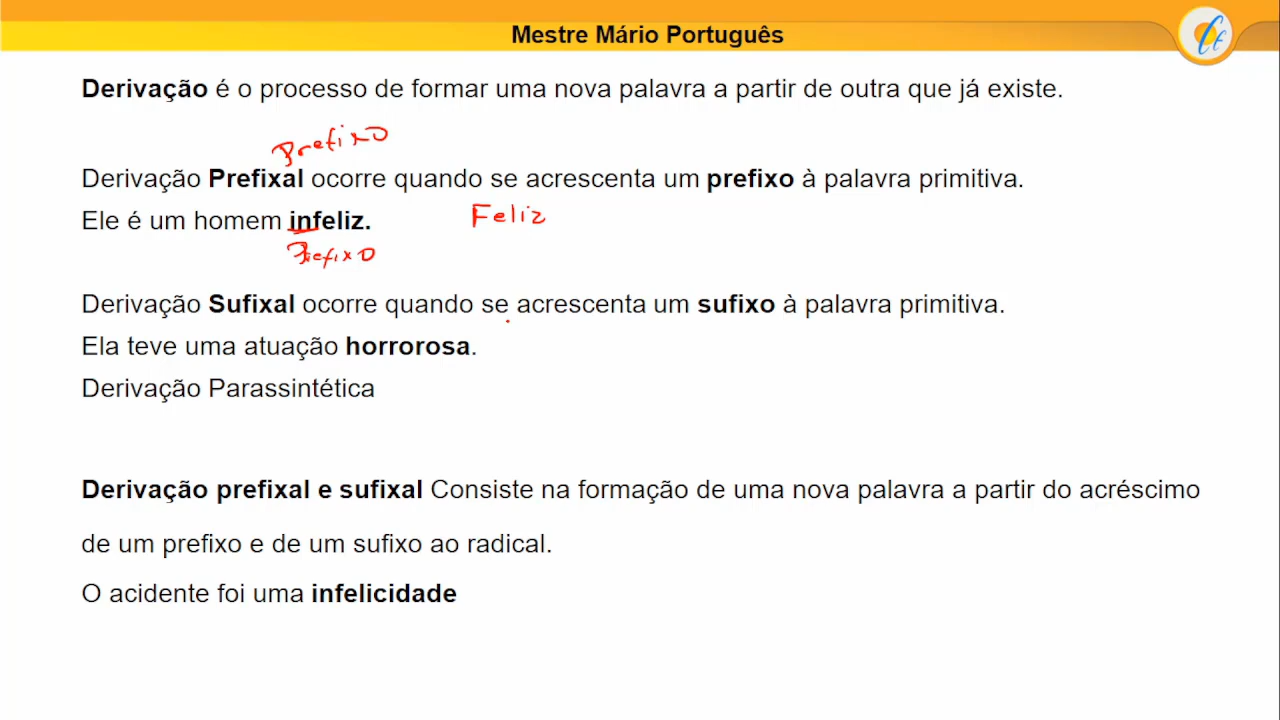 Mestre Mário Português
Derivação é o processo de formar uma nova palavra a partir de outra que já existe.
Prefixo
Derivação Prefixal ocorre quando se acrescenta um prefixo à palavra primitiva.
Ele é um homem infeliz.
Feliz
Prefixo
Derivação Sufixal ocorre quando se acrescenta um sufixo à palavra primitiva.
Ela teve uma atuação horrorosa.
Derivação Parassintética
Derivação prefixal e sufixal Consiste na formação de uma nova palavra a partir do acréscimo
de um prefixo e de um sufixo ao radical.
O acidente foi uma infelicidade